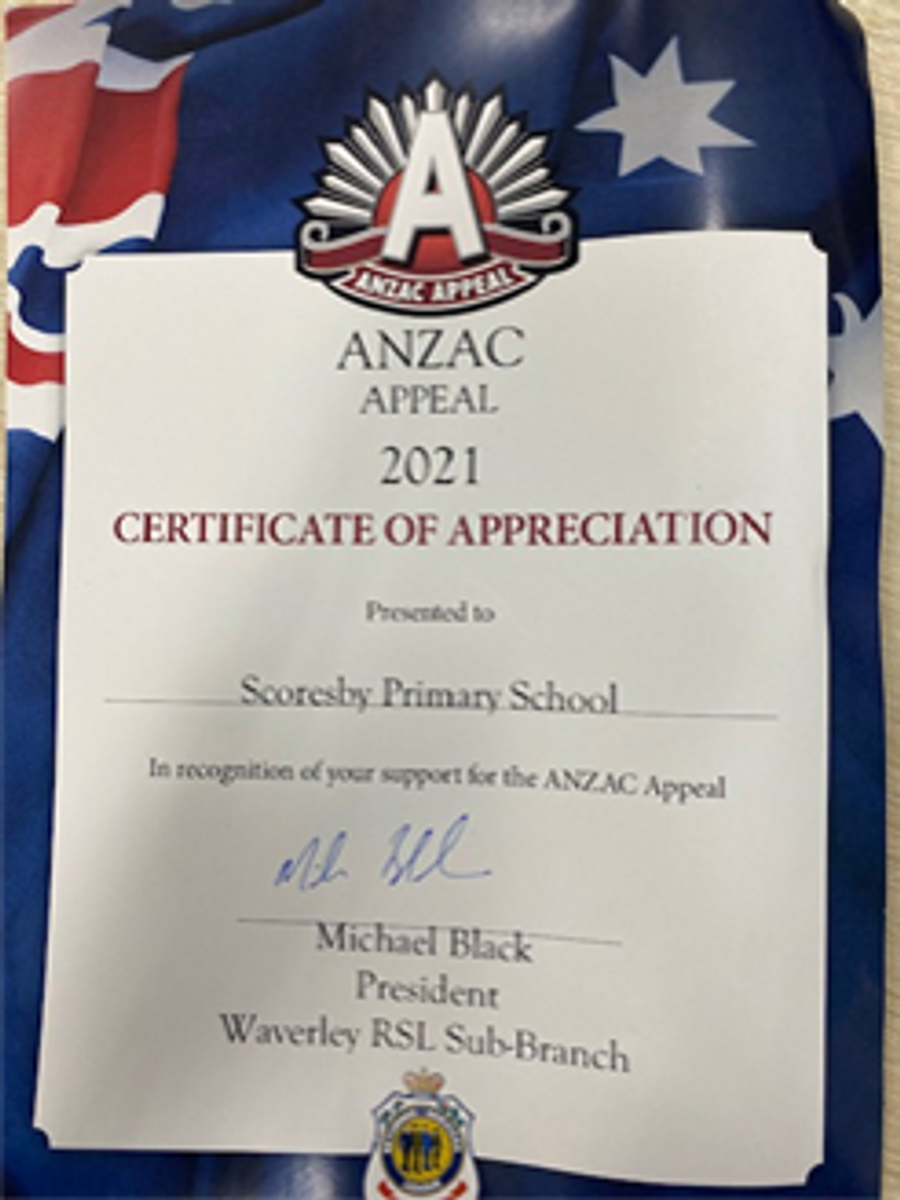 A
ANZAC APPEAL
ANZAC
APPEAL
2021
CERTIFICATE OF APPRECIATION
Presented to
Scoresby Primary School
In recognition of your support for the ANZAC Appeal
Michael Black
President
Waverley RSL Sub-Branch